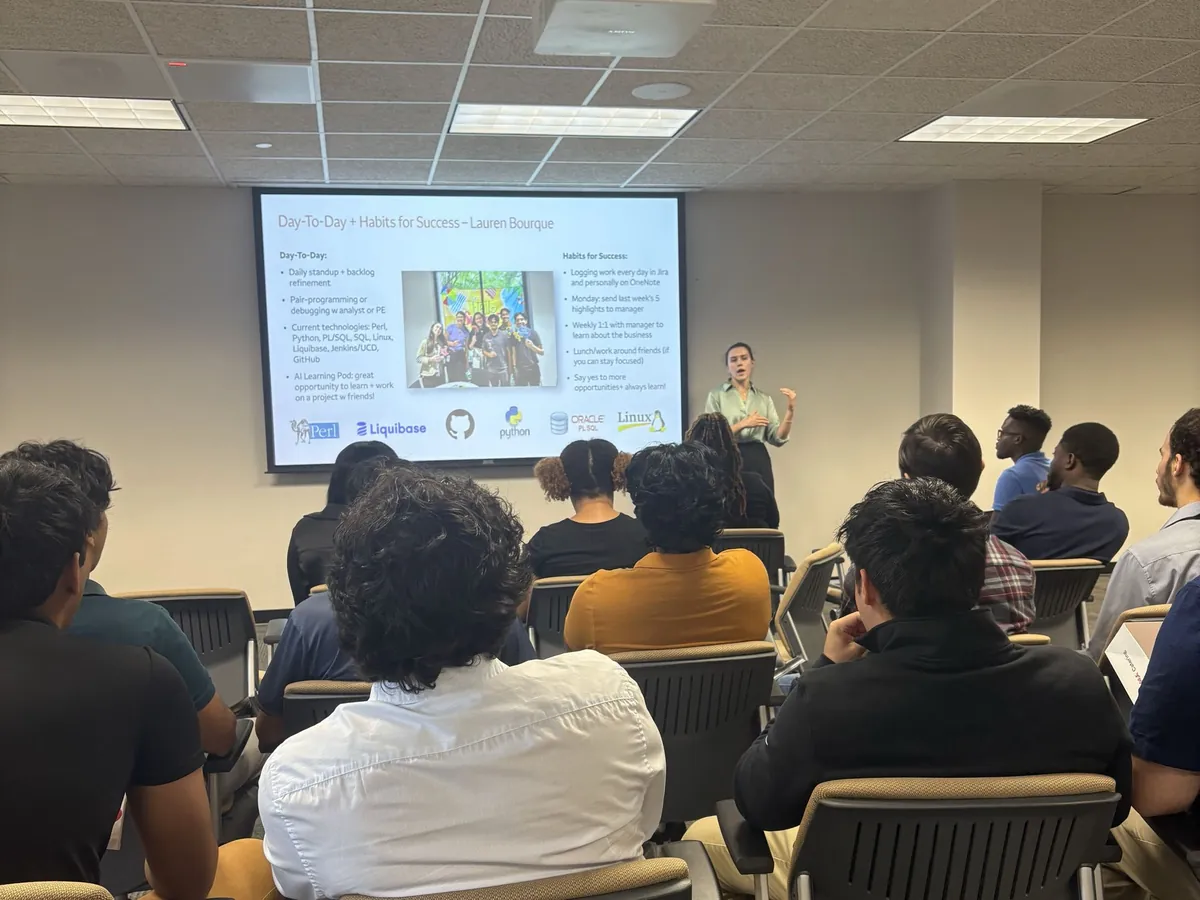 Day-To-Day + Habits for Success – Lauren Bourque
Day-To-Day:
• Daily standup + backlog
refinement
• Pair-programming or
debugging w analyst or PE
• Current technologies: Perl,
Python, PL/SQL, SQL, Linux,
Liquibase, Jenkins/UCD,
GitHub
• AI Learning Pod: great
opportunity to learn + work
on a project w friends!
Habits for Success:
• Logging work every day in Jira
and personally on OneNote
• Monday: send last week's 5
highlights to manager
• Weekly 1:1 with manager to
learn about the business
• Lunch/work around friends (if
you can stay focused)
• Say yes to more
opportunities+ always learn!
Perl
Liquibase
python
ORACLE
PL SQL
Linux